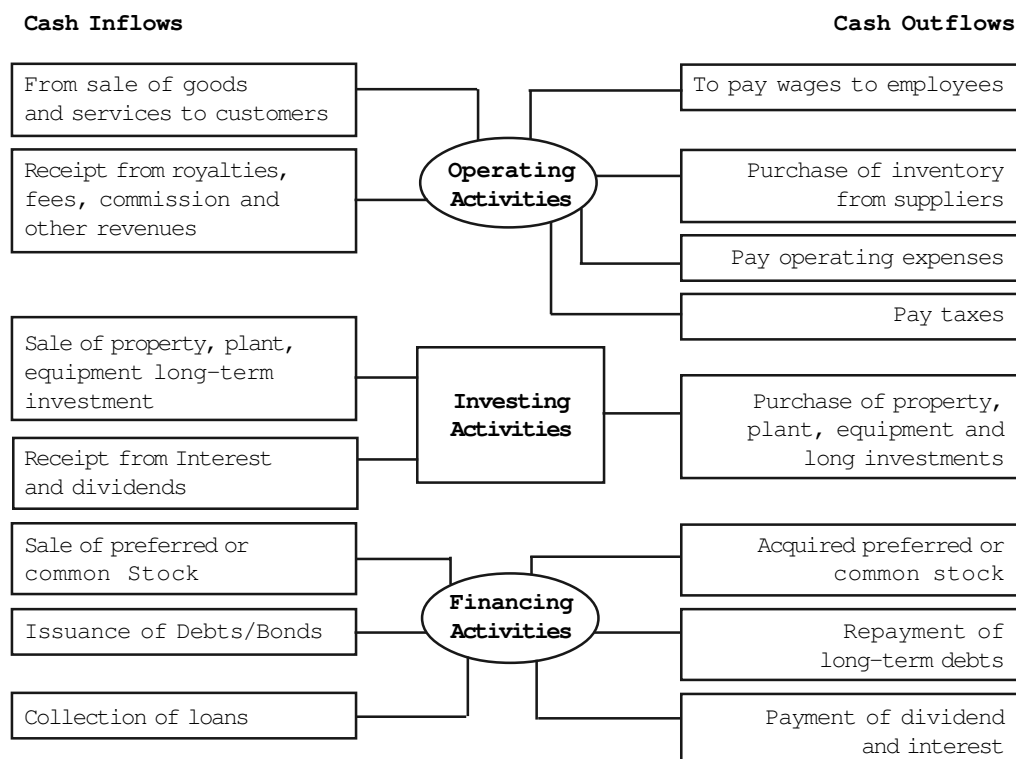 Cash Inflows
Cash Outflows
From sale of goods
and services to customers
Receipt from royalties,
fees, commission and
other revenues
Operating
Activities
To pay wages to employees
Purchase of inventory
from suppliers
Pay operating expenses
Pay taxes
Sale of property, plant,
equipment long-term
investment
Receipt from Interest
and dividends
Investing
Activities
Purchase of property,
plant, equipment and
long investments
Sale of preferred or
common Stock
Issuance of Debts/Bonds
Collection of loans
Financing
Activities
Acquired preferred or
common stock
Repayment of
long-term debts
Payment of dividend
and interest